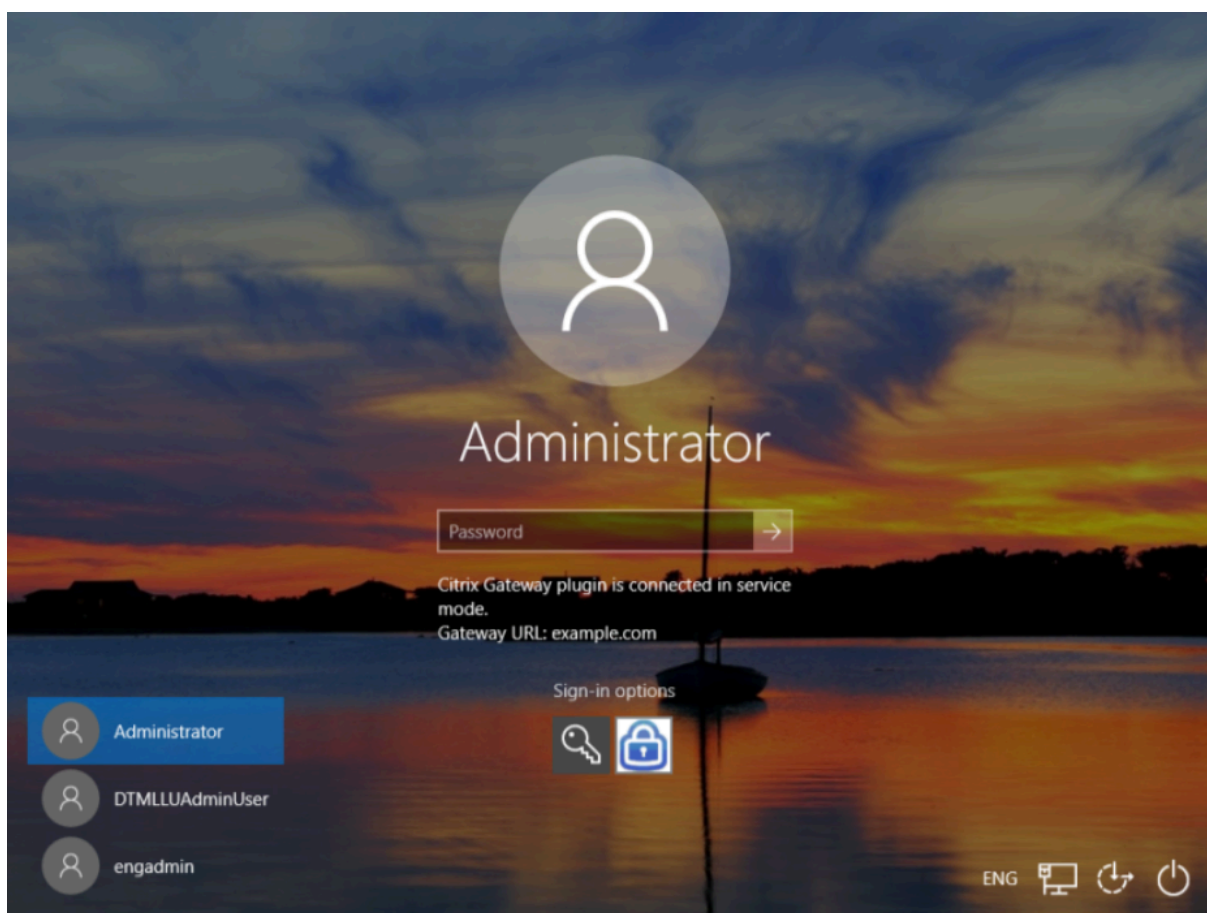 Administrator
Password
Citrix Gateway plugin is connected in service
mode.
Gateway URL: example.com
Sign-in options
Administrator
DTMLLUAdminUser
engadmin
ENG